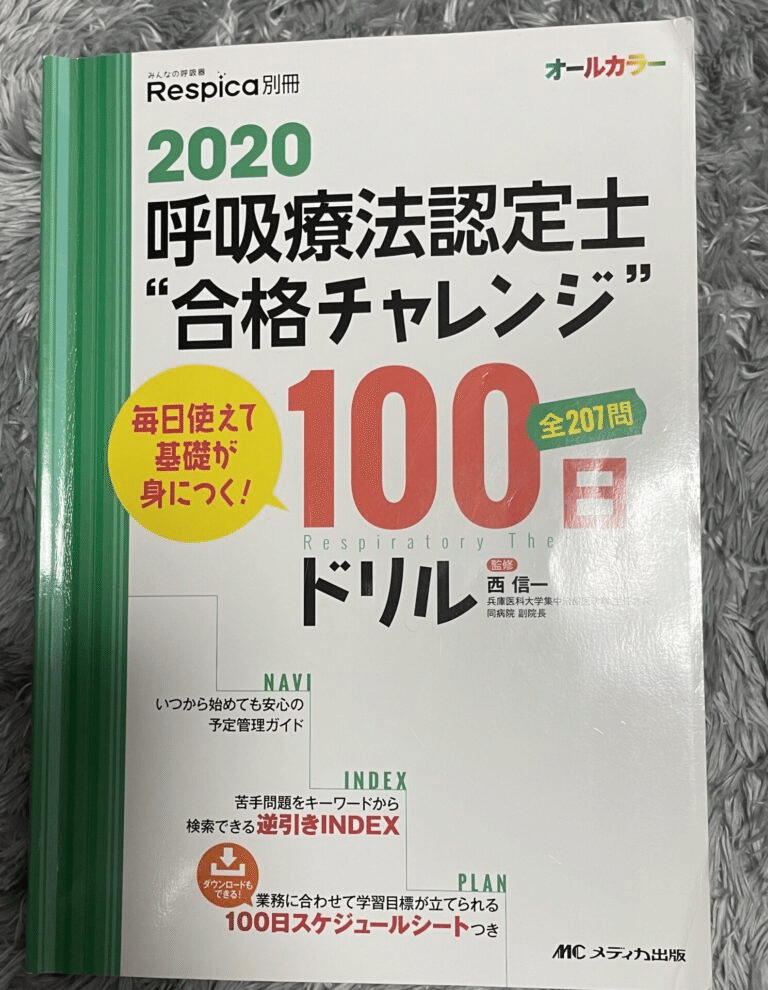 みんなの呼吸器
Respica別冊
オールカラー
2020
呼吸療法認定士
“合格チャレンジ”
毎日使えて
基礎が
身につく!
100日
全207問
Respiratory
ドリル
監修
西 信一
兵庫医科大学集中
同病院 副院長
NAVI
いつから始めても安心の
予定管理ガイド
INDEX
苦手問題をキーワードから
検索できる逆引きINDEX
PLAN
ダウンロードも
できる!
業務に合わせて学習目標が立てられる
100日スケジュールシートつき
MC メディカ出版